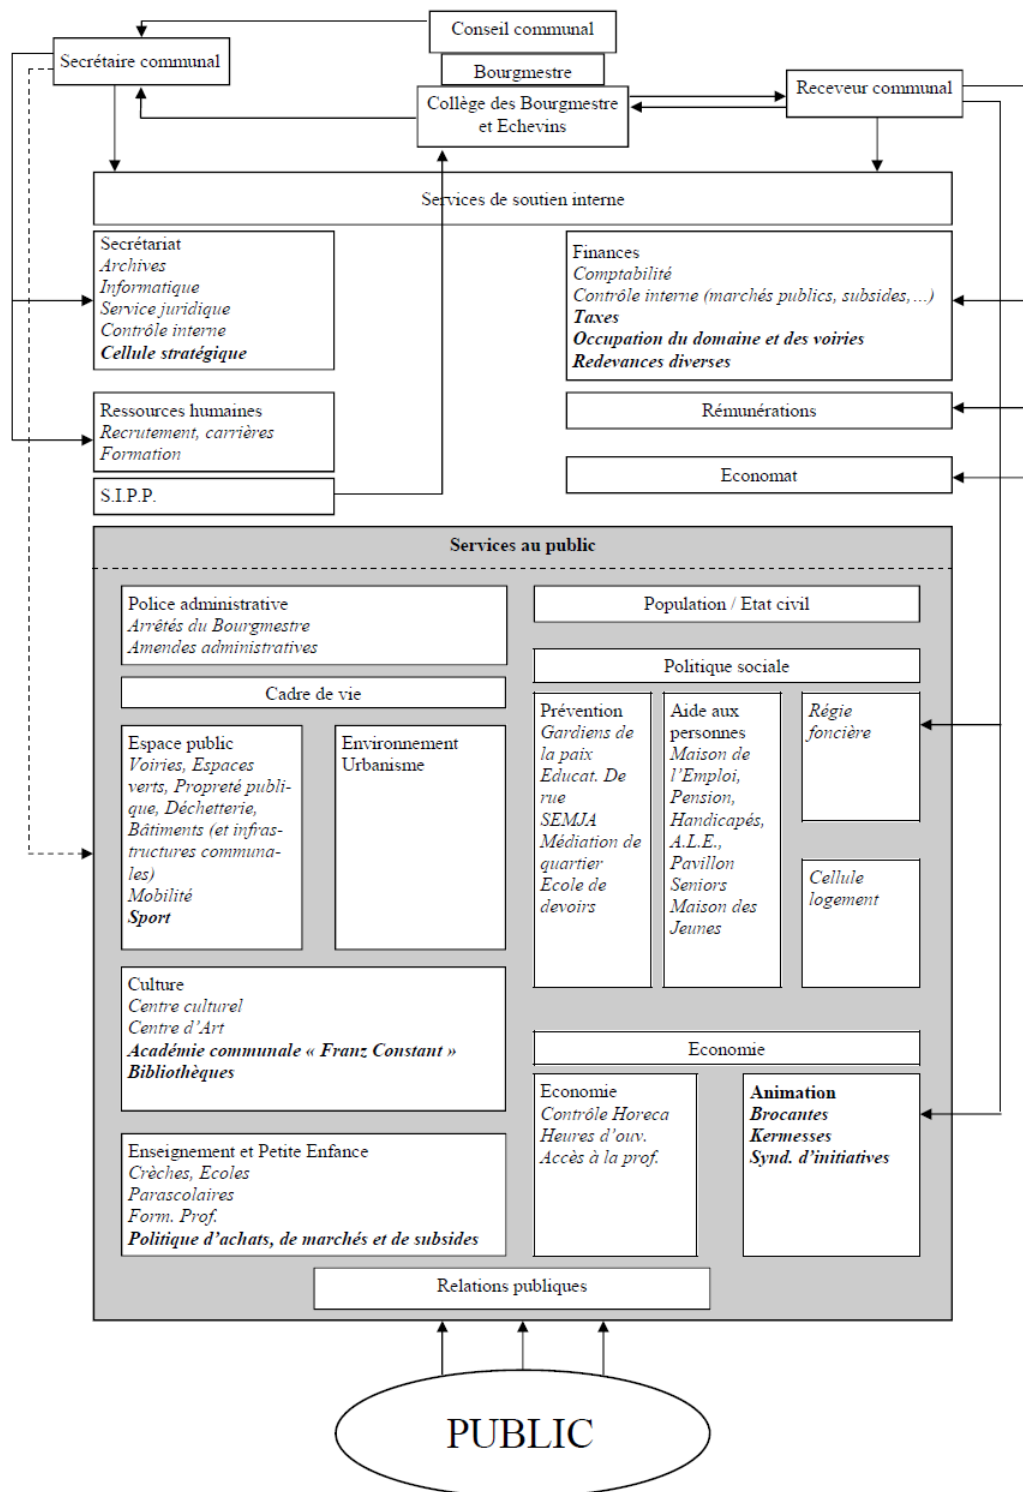 Conseil communal
Secrétaire communal
Bourgmestre
Collège des Bourgmestre
et Echevins
Receveur communal
Services de soutien interne
Secrétariat
Archives
Informatique
Service juridique
Contrôle interne
Cellule stratégique
Finances
Comptabilité
Contrôle interne (marchés publics, subsides,…)
Taxes
Occupation du domaine et des voiries
Redevances diverses
Ressources humaines
Recrutement, carrières
Formation
Rémunérations
S.I.P.P.
Economat
Services au public
Police administrative
Arrêtés du Bourgmestre
Amendes administratives
Population / Etat civil
Politique sociale
Cadre de vie
Espace public
Voiries, Espaces
verts, Propreté publi-
que, Déchetterie,
Bâtiments (et infras-
tructures communa-
les)
Mobilité
Sport
Environnement
Urbanisme
Prévention
Gardiens de
la paix
Educat. De
rue
SEMJA
Médiation de
quartier
Ecole de
devoirs
Aide aux
personnes
Maison de
l’Emploi,
Pension,
Handicapés,
A.L.E.,
Pavillon
Seniors
Maison des
Jeunes
Régie
foncière
Cellule
logement
Culture
Centre culturel
Centre d’Art
Académie communale « Franz Constant »
Bibliothèques
Economie
Economie
Contrôle Horeca
Heures d’ouv.
Accès à la prof.
Animation
Brocantes
Kermesses
Synd. d’initiatives
Enseignement et Petite Enfance
Crèches, Ecoles
Parascolaires
Form. Prof.
Politique d’achats, de marchés et de subsides
Relations publiques
PUBLIC